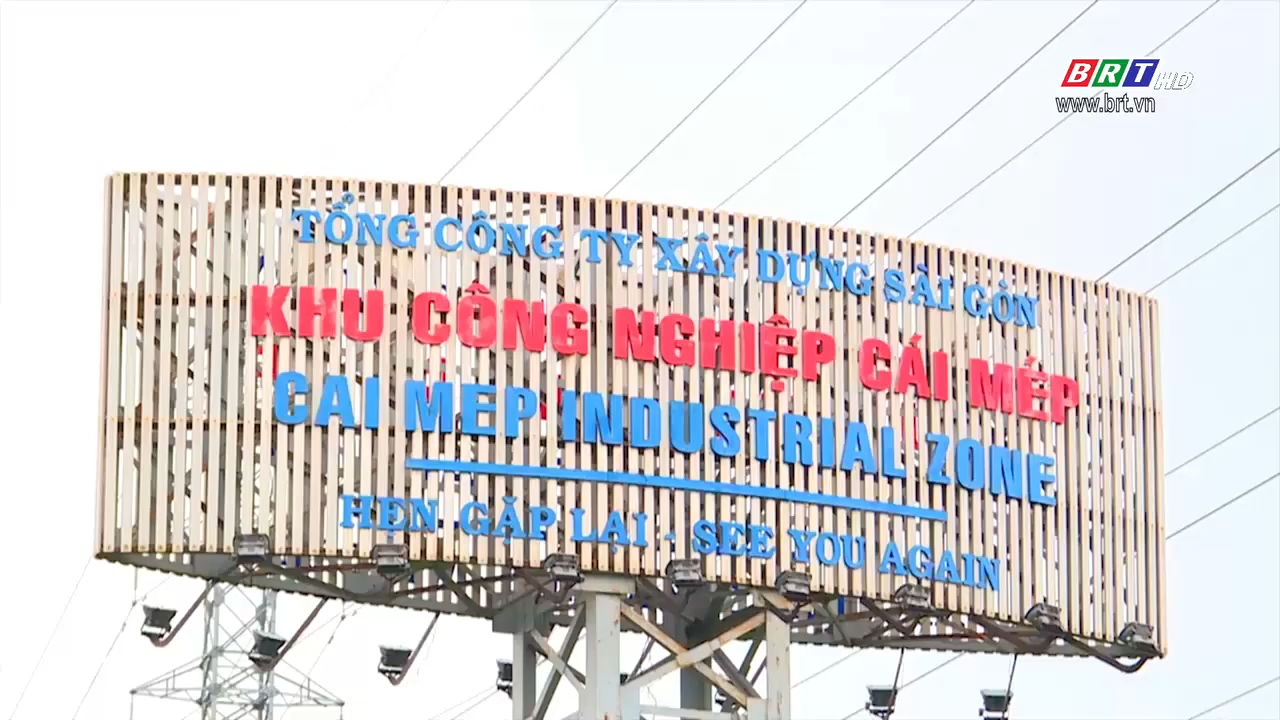 BRT HD
www.brt.vn
TỔNG CÔNG TY XÂY DỰNG SÀI GÒN
KHU CÔNG NGHIỆP CÁI MÉP
CAI MEP INDUSTRIAL ZONE
HẸN GẶP LẠI - SEE YOU AGAIN